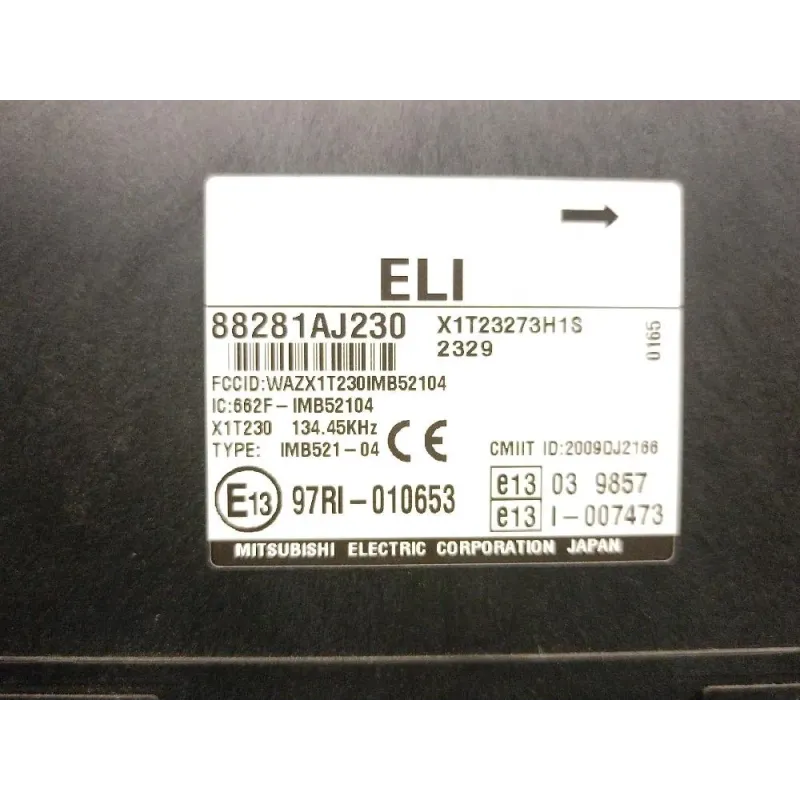 ELI
88281AJ230 X1T23273H1S
2329
0165
FCCID:WAZX1T230IMB52104
IC:662F-IMB52104
X1T230 134.45KHz
TYPE: IMB521-04 CE CMIIT ID:2009DJ2166
E13 97RI-010653 e13 03 9857
e13 I-007473
MITSUBISHI ELECTRIC CORPORATION JAPAN